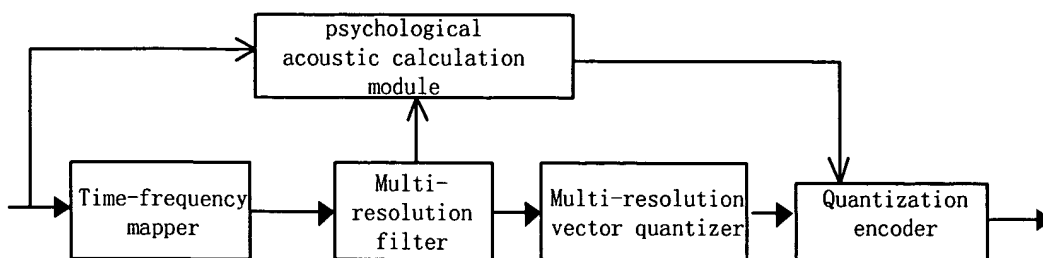 psychological
acoustic calculation
module
Time-frequency
mapper
Multi-
resolution
filter
Multi-resolution
vector quantizer
Quantization
encoder